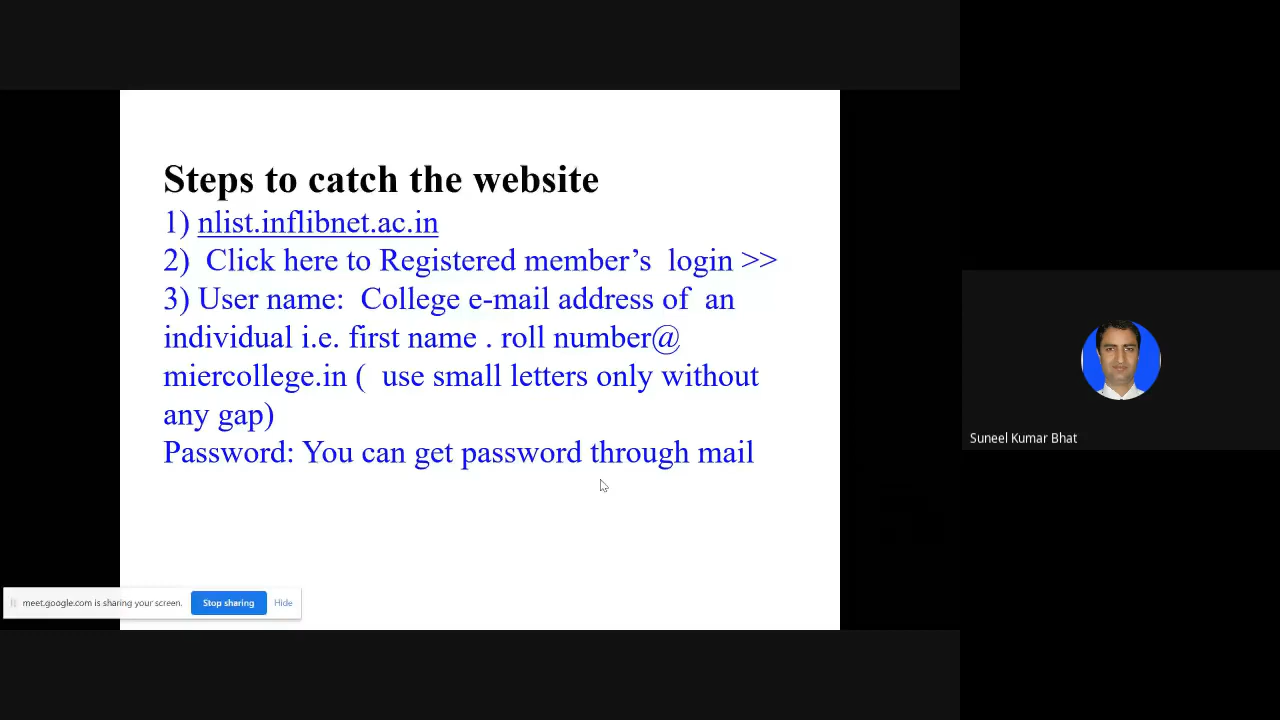 Steps to catch the website
1) nlist.inflibnet.ac.in
2) Click here to Registered member’s login >>
3) User name: College e-mail address of an
individual i.e. first name . roll number@
miercollege.in ( use small letters only without
any gap)
Password: You can get password through mail
Suneel Kumar Bhat
meet.google.com is sharing your screen. Stop sharing Hide